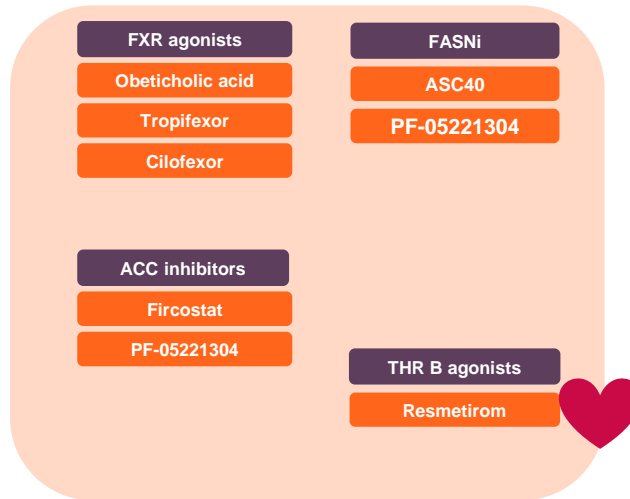 FXR agonists
Obeticholic acid
Tropifexor
Cilofexor
FASNi
ASC40
PF-05221304
ACC inhibitors
Fircostat
PF-05221304
THR B agonists
Resmetirom